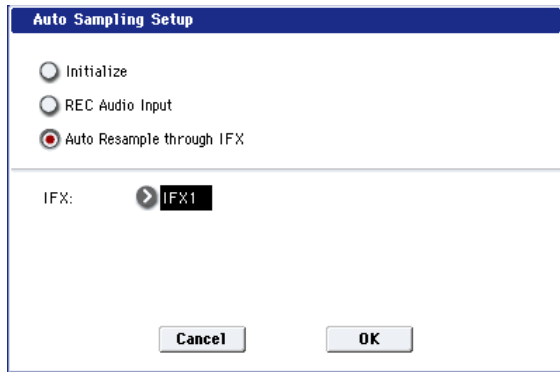 Auto Sampling Setup
Initialize
REC Audio Input
Auto Resample through IFX
IFX: IFX1
Cancel OK